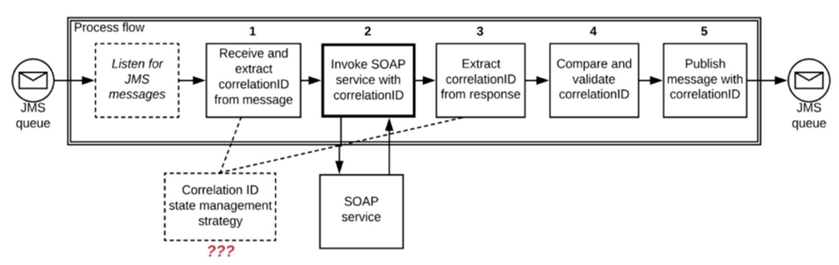 Process flow
1
2
3
4
5
Listen for
JMS
messages
Receive and
extract
correlationID
from message
Invoke SOAP
service with
correlationID
Extract
correlationID
from response
Compare and
validate
correlationID
Publish
message with
correlationID
JMS
queue
JMS
queue
Correlation ID
state management
strategy
???
SOAP
service